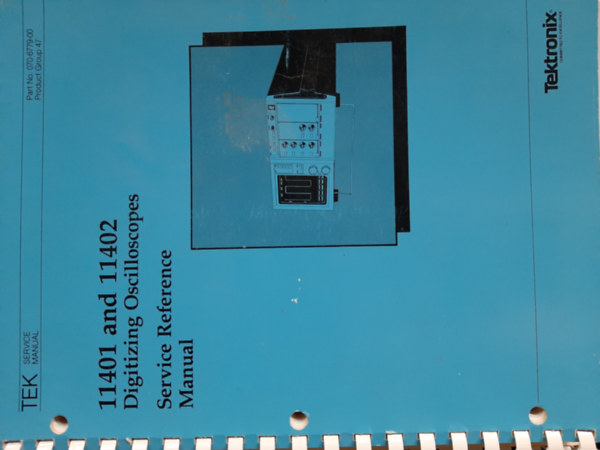 TEK SERVICE
MANUAL
Part No. 070-6779-00
Product Group 47
11401 and 11402
Digitizing Oscilloscopes
Service Reference
Manual
Tektronix